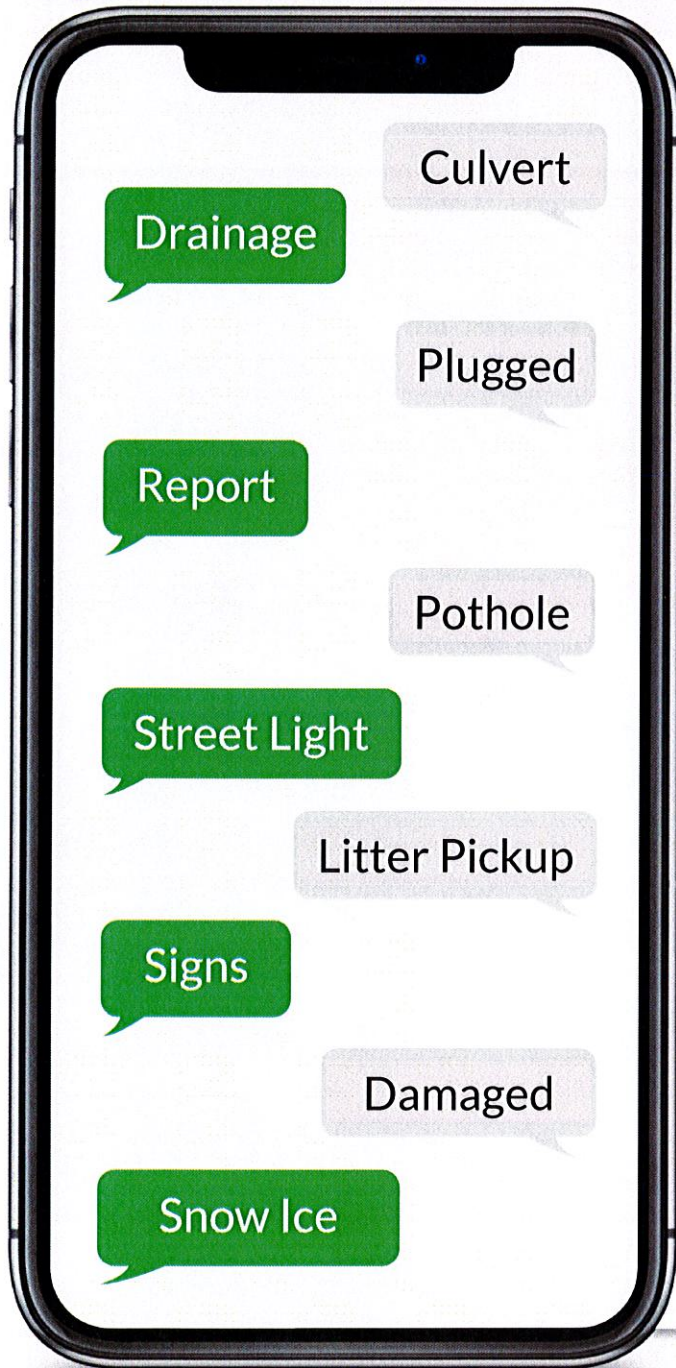 Culvert
Drainage
Plugged
Report
Pothole
Street Light
Litter Pickup
Signs
Damaged
Snow Ice